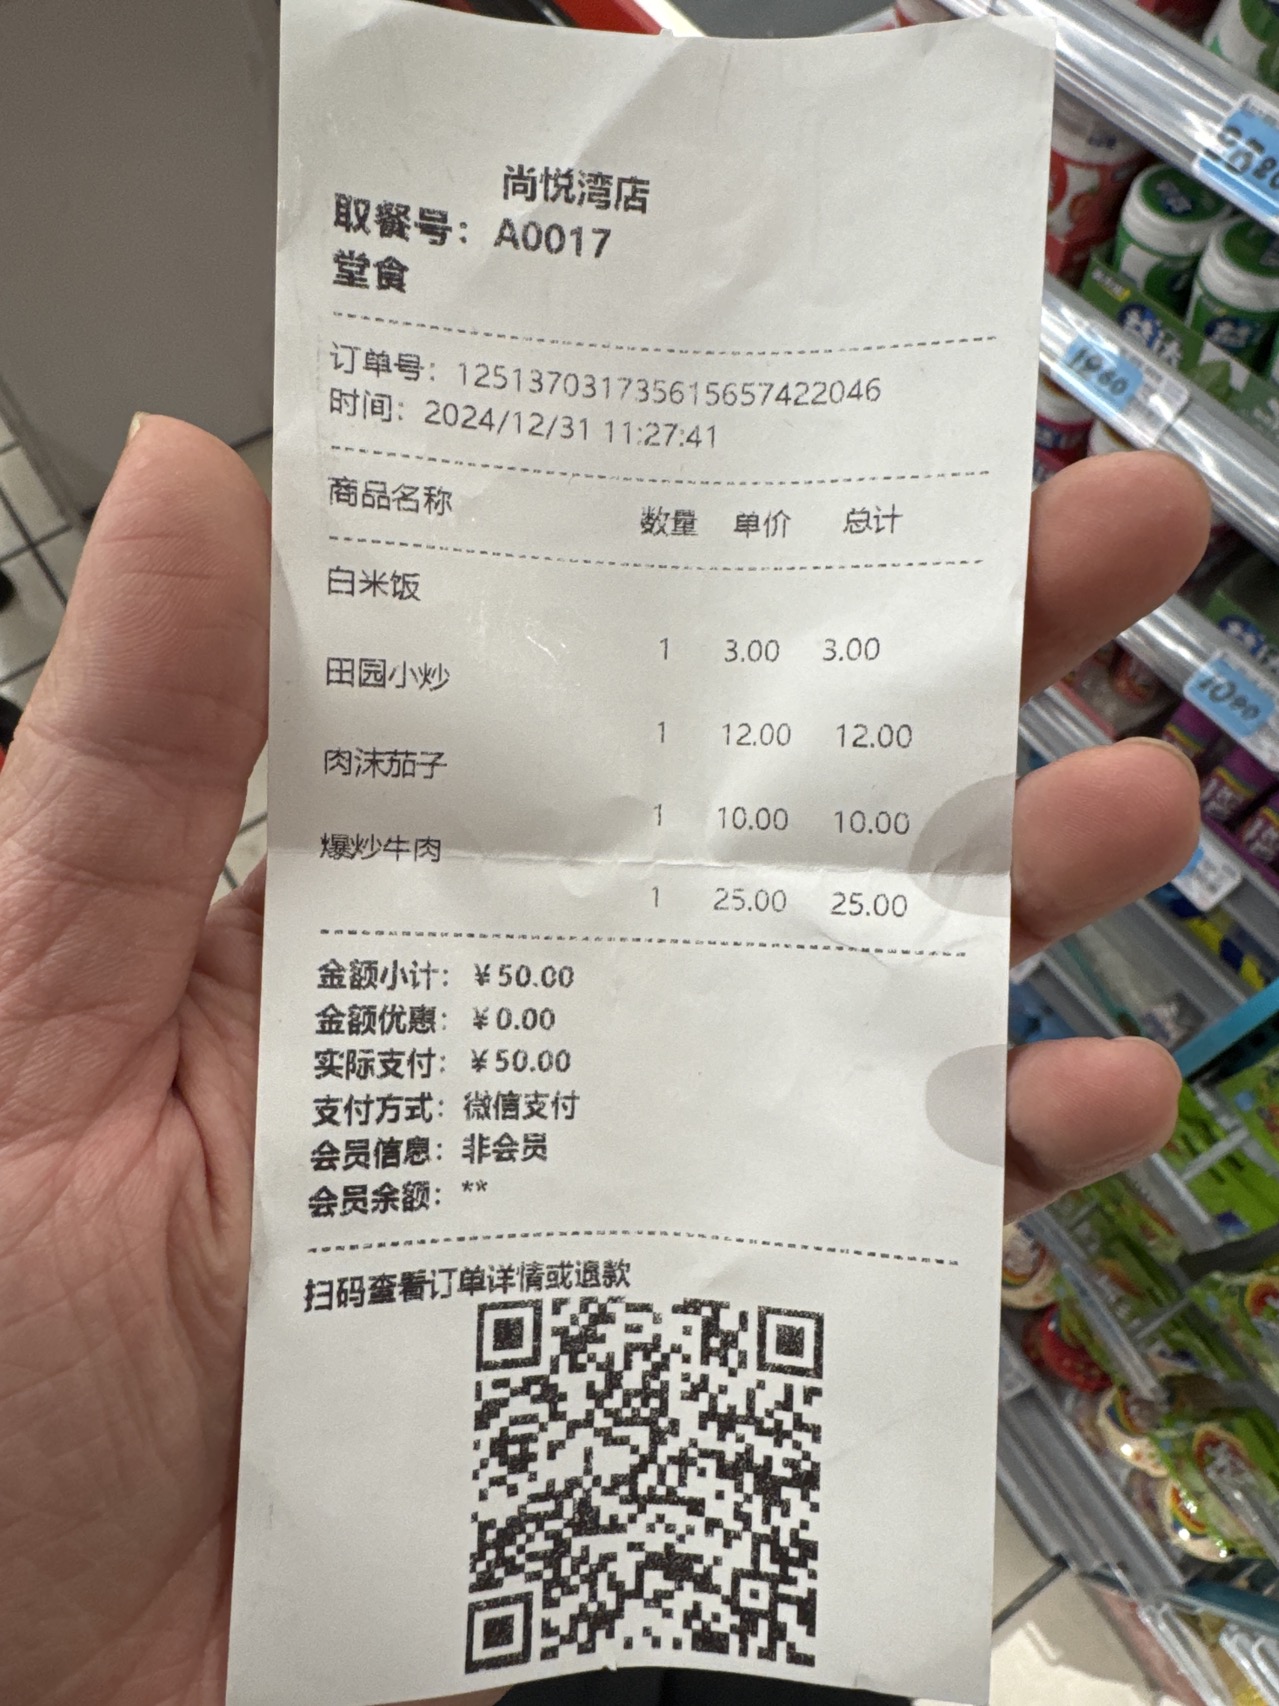 尚悦湾店
取餐号：A0017
堂食
订单号：125137031735615657422046
时间：2024/12/31 11:27:41
商品名称 数量 单价 总计
白米饭
1 3.00 3.00
田园小炒
1 12.00 12.00
肉沫茄子
1 10.00 10.00
爆炒牛肉
1 25.00 25.00
金额小计：¥50.00
金额优惠：¥0.00
实际支付：¥50.00
支付方式：微信支付
会员信息：非会员
会员余额：**
扫码查看订单详情或退款
1960
1090